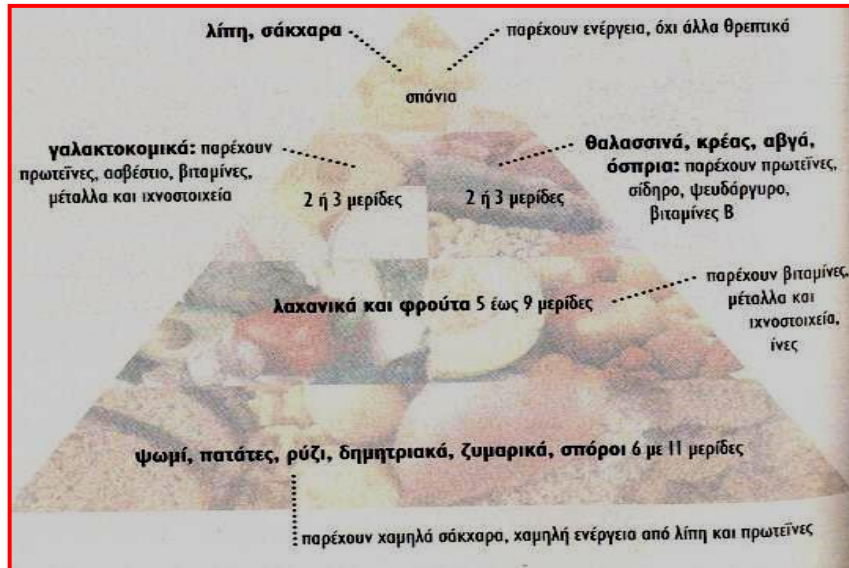 λίπη, σάκχαρα
παρέχουν ενέργεια, όχι άλλα θρεπτικά
σπάνια
γαλακτοκομικά: παρέχουν
πρωτεΐνες, ασβέστιο, βιταμίνες,
μέταλλα και ιχνοστοιχεία
2 ή 3 μερίδες
θαλασσινά, κρέας, αβγά,
όσπρια: παρέχουν πρωτεΐνες,
σίδηρο, ψευδάργυρο,
βιταμίνες Β
2 ή 3 μερίδες
λαχανικά και φρούτα 5 έως 9 μερίδες
παρέχουν βιταμίνες,
μέταλλα και
ιχνοστοιχεία,
ίνες
ψωμί, πατάτες, ρύζι, δημητριακά, ζυμαρικά, σπόροι 6 με 11 μερίδες
παρέχουν χαμηλά σάκχαρα, χαμηλή ενέργεια από λίπη και πρωτεΐνες